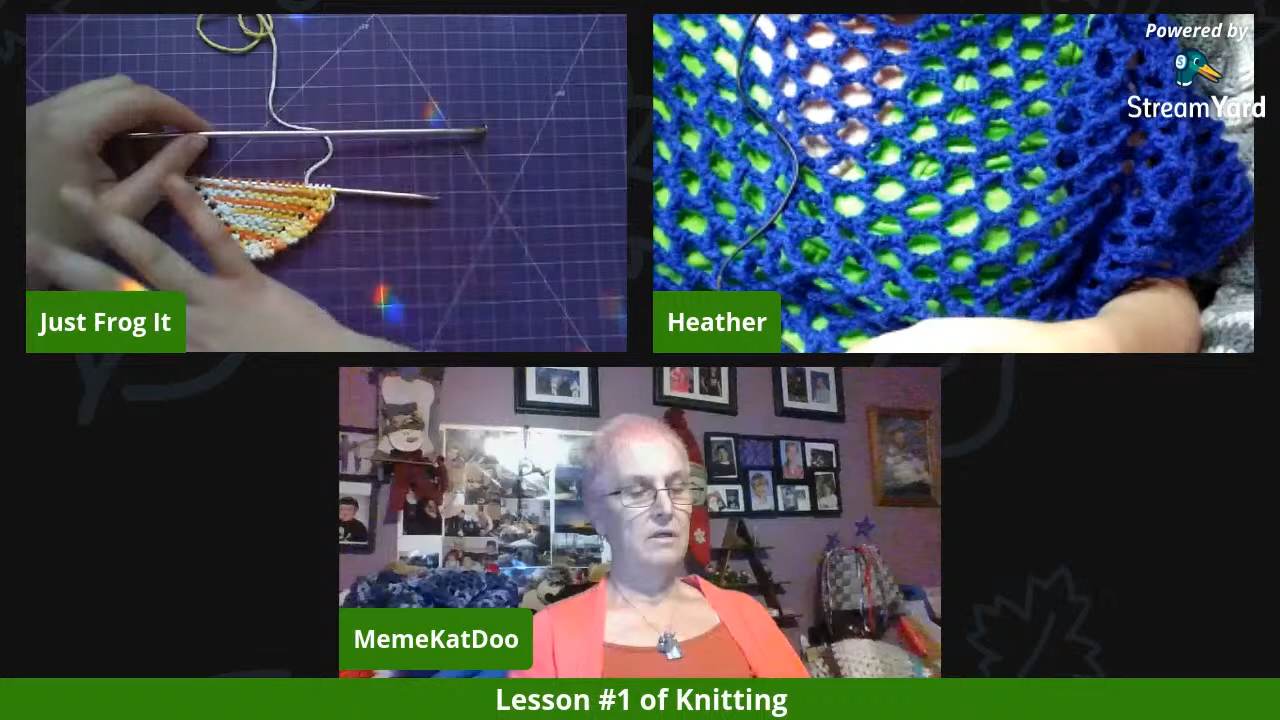 Powered by
StreamYard
Just Frog It
Heather
MemeKatDoo
Lesson #1 of Knitting